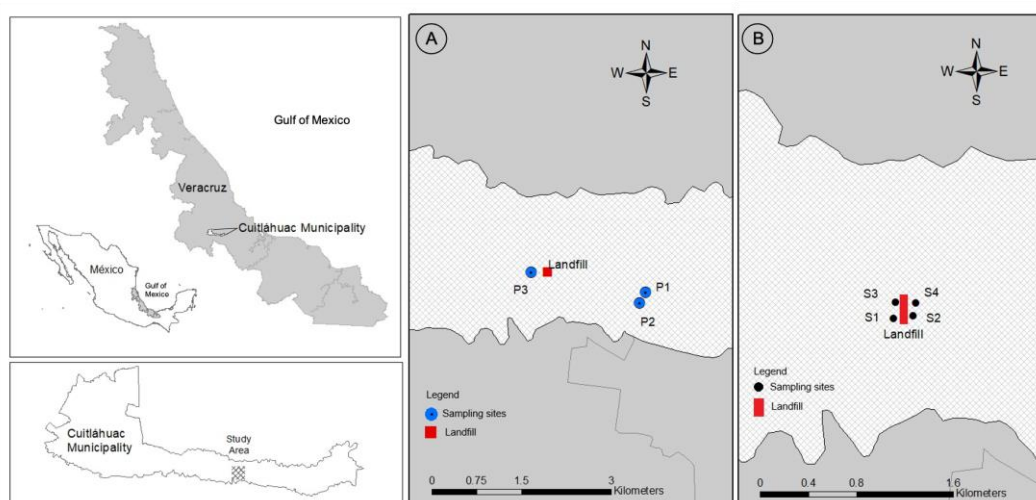 Gulf of Mexico
Veracruz
Cuitláhuac Municipality
México
Gulf of
Mexico
Cuitláhuac
Municipality
Study
Area
A
N
W E
S
Landfill
P3
P1
P2
Legend
Sampling sites
Landfill
0 0.75 1.5 3
Kilometers
B
N
W E
S
S3 S4
S1 S2
Landfill
Legend
Sampling sites
Landfill
0 0.4 0.8 1.6
Kilometers